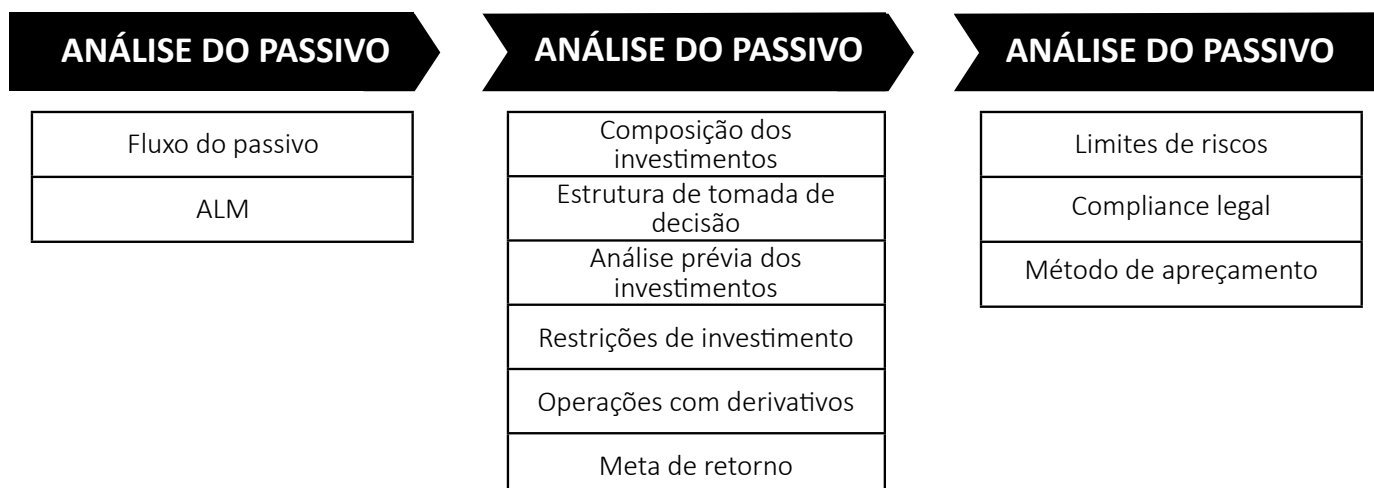 ANÁLISE DO PASSIVO
Fluxo do passivo
ALM
ANÁLISE DO PASSIVO
Composição dos
investimentos
Estrutura de tomada de
decisão
Análise prévia dos
investimentos
Restrições de investimento
Operações com derivativos
Meta de retorno
ANÁLISE DO PASSIVO
Limites de riscos
Compliance legal
Método de apreçamento